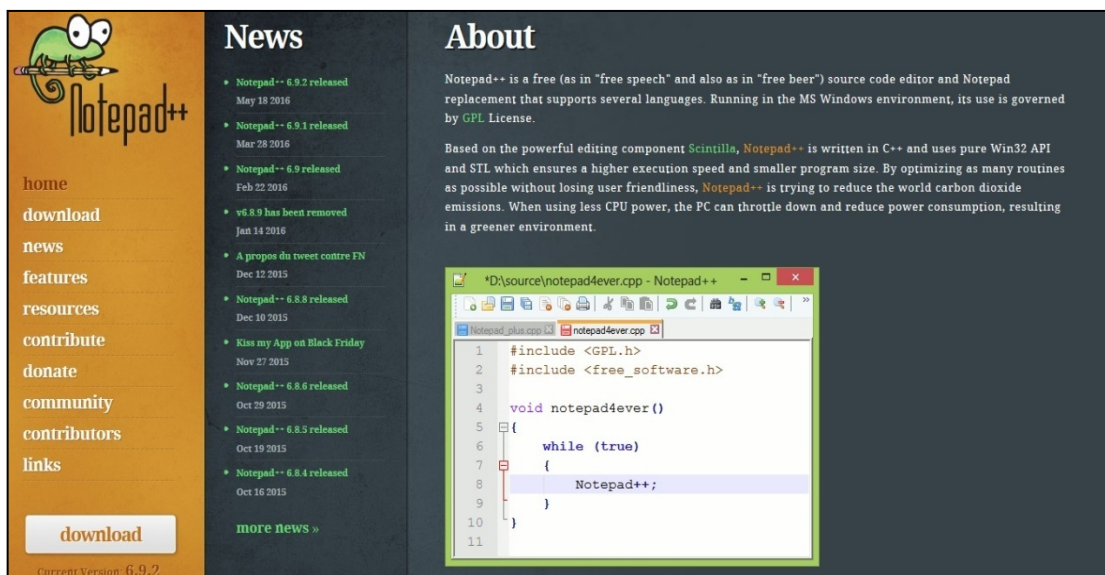 Notepad++
home
download
news
features
resources
contribute
donate
community
contributors
links
download
Current Version: 6.9.2
News
Notepad++ 6.9.2 released
May 18 2016
Notepad++ 6.9.1 released
Mar 28 2016
Notepad++ 6.9 released
Feb 22 2016
v6.8.9 has been removed
Jan 14 2016
A propos du tweet contre FN
Dec 12 2015
Notepad++ 6.8.8 released
Dec 10 2015
Kiss my App on Black Friday
Nov 27 2015
Notepad++ 6.8.6 released
Oct 29 2015
Notepad++ 6.8.5 released
Oct 19 2015
Notepad++ 6.8.4 released
Oct 16 2015
more news »
About
Notepad++ is a free (as in "free speech" and also as in "free beer") source code editor and Notepad
replacement that supports several languages. Running in the MS Windows environment, its use is governed
by GPL License.
Based on the powerful editing component Scintilla, Notepad++ is written in C++ and uses pure Win32 API
and STL which ensures a higher execution speed and smaller program size. By optimizing as many routines
as possible without losing user friendliness, Notepad++ is trying to reduce the world carbon dioxide
emissions. When using less CPU power, the PC can throttle down and reduce power consumption, resulting
in a greener environment.
*D:\source\notepad4ever.cpp - Notepad++
Notepad_plus.cpp notepad4ever.cpp
1 #include <GPL.h>
2 #include <free_software.h>
3
4 void notepad4ever()
5 {
6 while (true)
7 {
8 Notepad++;
9 }
10 }
11